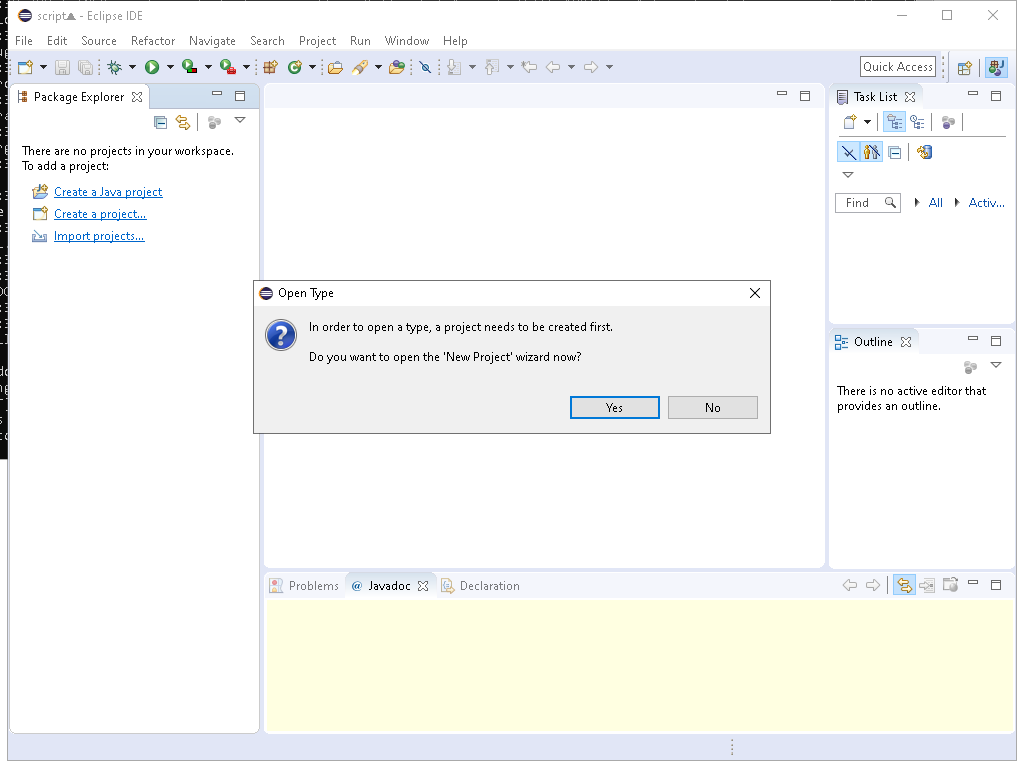 script▲ - Eclipse IDE
File Edit Source Refactor Navigate Search Project Run Window Help
Quick Access
Package Explorer
There are no projects in your workspace.
To add a project:
Create a Java project
Create a project...
Import projects...
Task List
Find All Activ...
Open Type
In order to open a type, a project needs to be created first.
Do you want to open the 'New Project' wizard now?
Yes No
Outline
There is no active editor that
provides an outline.
Problems @ Javadoc Declaration